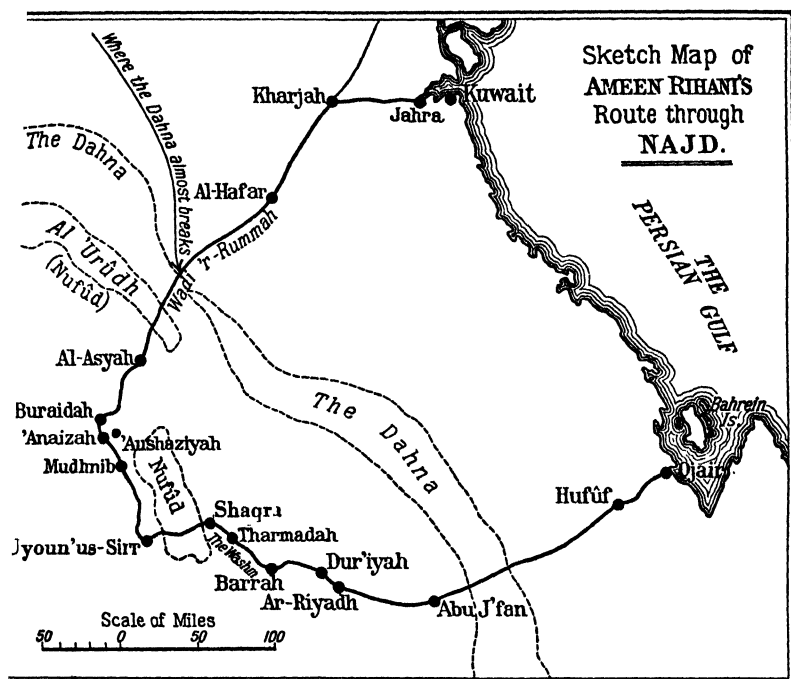 Sketch Map of
AMEEN RIHANI'S
Route through
NAJD.
Where the Dahna almost breaks
Kharjah
Jahra
Kuwait
The Dahna
Al-Hafar
Wadi 'r-Rummah
Al 'Urûdh
(Nufûd)
THE
PERSIAN GULF
Al-Asyah
The Dahna
Buraidah
'Anaizah
'Aushaziyah
Mudhnib
Nufûd
Bahrein
Is.
Ojair
Hufûf
Shaqra
Tharmadah
The Washm
Jyoun'us-Sirr
Barrah
Dur'iyah
Ar-Riyadh
Abu J'fan
Scale of Miles
50 0 50 100